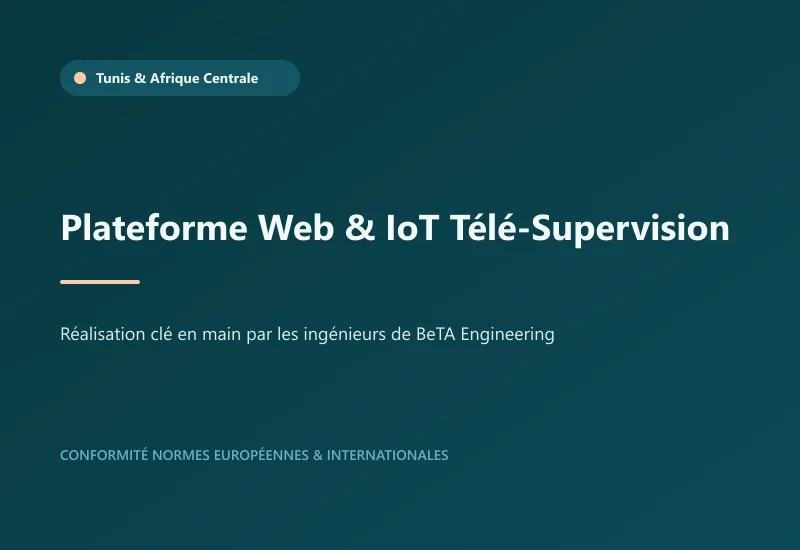 Tunis & Afrique Centrale
Plateforme Web & IoT Télé-Supervision
Réalisation clé en main par les ingénieurs de BeTA Engineering
CONFORMITÉ NORMES EUROPÉENNES & INTERNATIONALES